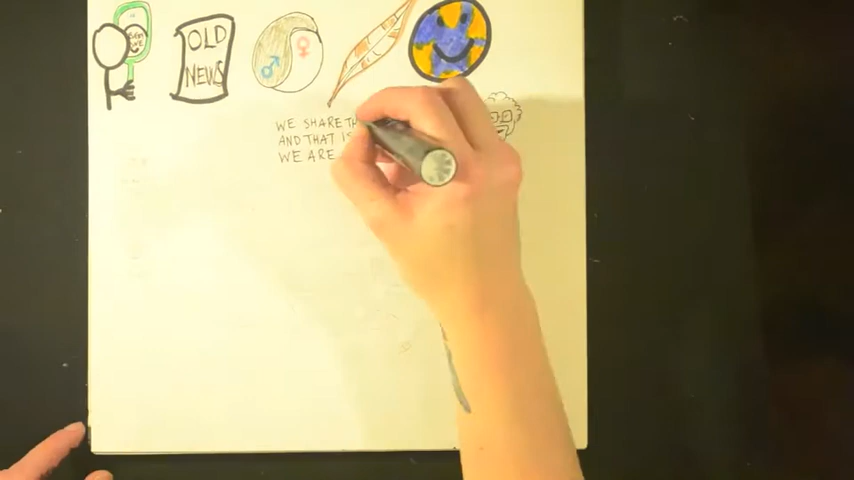 OLD
NEWS
WE SHARE
AND THAT
WE ARE